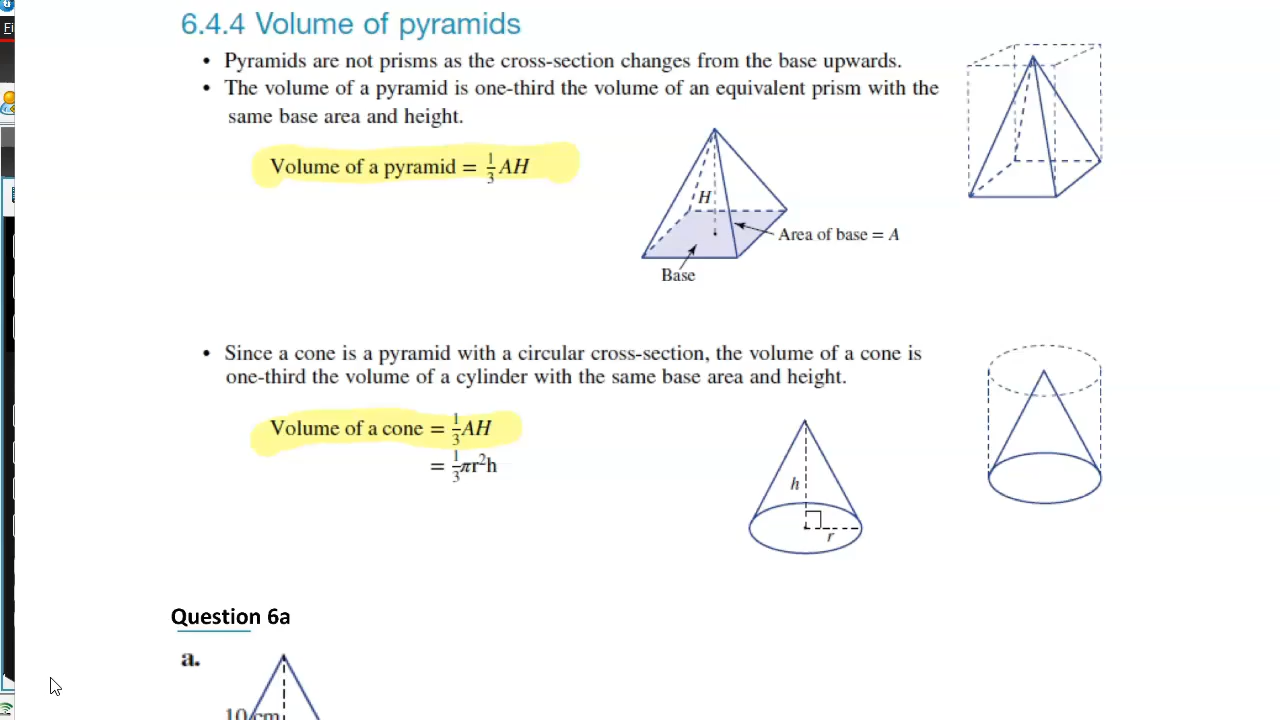 Fi
6.4.4 Volume of pyramids
• Pyramids are not prisms as the cross-section changes from the base upwards.
• The volume of a pyramid is one-third the volume of an equivalent prism with the
same base area and height.
Volume of a pyramid = 1/3 AH
H
Area of base = A
Base
• Since a cone is a pyramid with a circular cross-section, the volume of a cone is
one-third the volume of a cylinder with the same base area and height.
Volume of a cone = 1/3 AH
= 1/3 πr²h
h
r
Question 6a
a.
10 cm